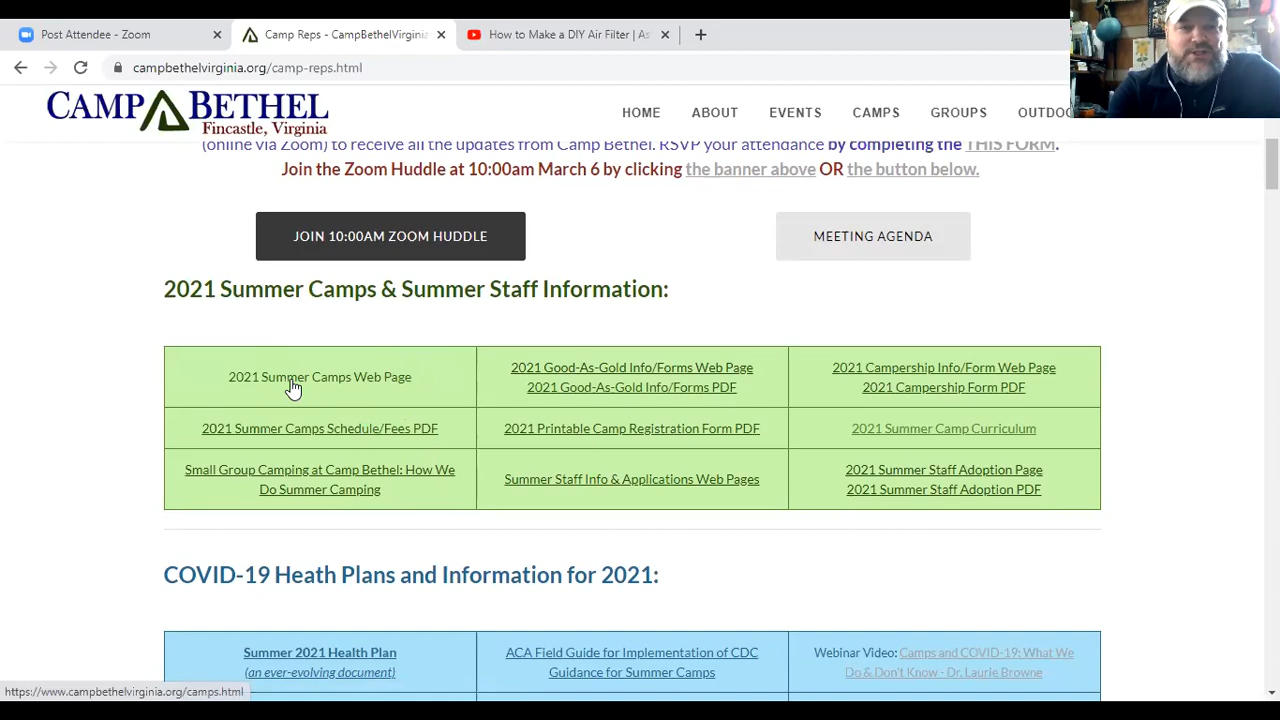 Post Attendee - Zoom
Camp Reps - CampBethelVirginia
How to Make a DIY Air Filter | As
campbethelvirginia.org/camp-reps.html
CAMP BETHEL
Fincastle, Virginia
HOME ABOUT EVENTS CAMPS GROUPS OUTDO
(online via Zoom) to receive all the updates from Camp Bethel. RSVP your attendance by completing the THIS FORM.
Join the Zoom Huddle at 10:00am March 6 by clicking the banner above OR the button below.
JOIN 10:00AM ZOOM HUDDLE
MEETING AGENDA
2021 Summer Camps & Summer Staff Information:
2021 Summer Camps Web Page
2021 Good-As-Gold Info/Forms Web Page
2021 Good-As-Gold Info/Forms PDF
2021 Campership Info/Form Web Page
2021 Campership Form PDF
2021 Summer Camps Schedule/Fees PDF
2021 Printable Camp Registration Form PDF
2021 Summer Camp Curriculum
Small Group Camping at Camp Bethel: How We
Do Summer Camping
Summer Staff Info & Applications Web Pages
2021 Summer Staff Adoption Page
2021 Summer Staff Adoption PDF
COVID-19 Heath Plans and Information for 2021:
Summer 2021 Health Plan
(an ever-evolving document)
ACA Field Guide for Implementation of CDC
Guidance for Summer Camps
Webinar Video: Camps and COVID-19: What We
Do & Don't Know - Dr. Laurie Browne
https://www.campbethelvirginia.org/camps.html